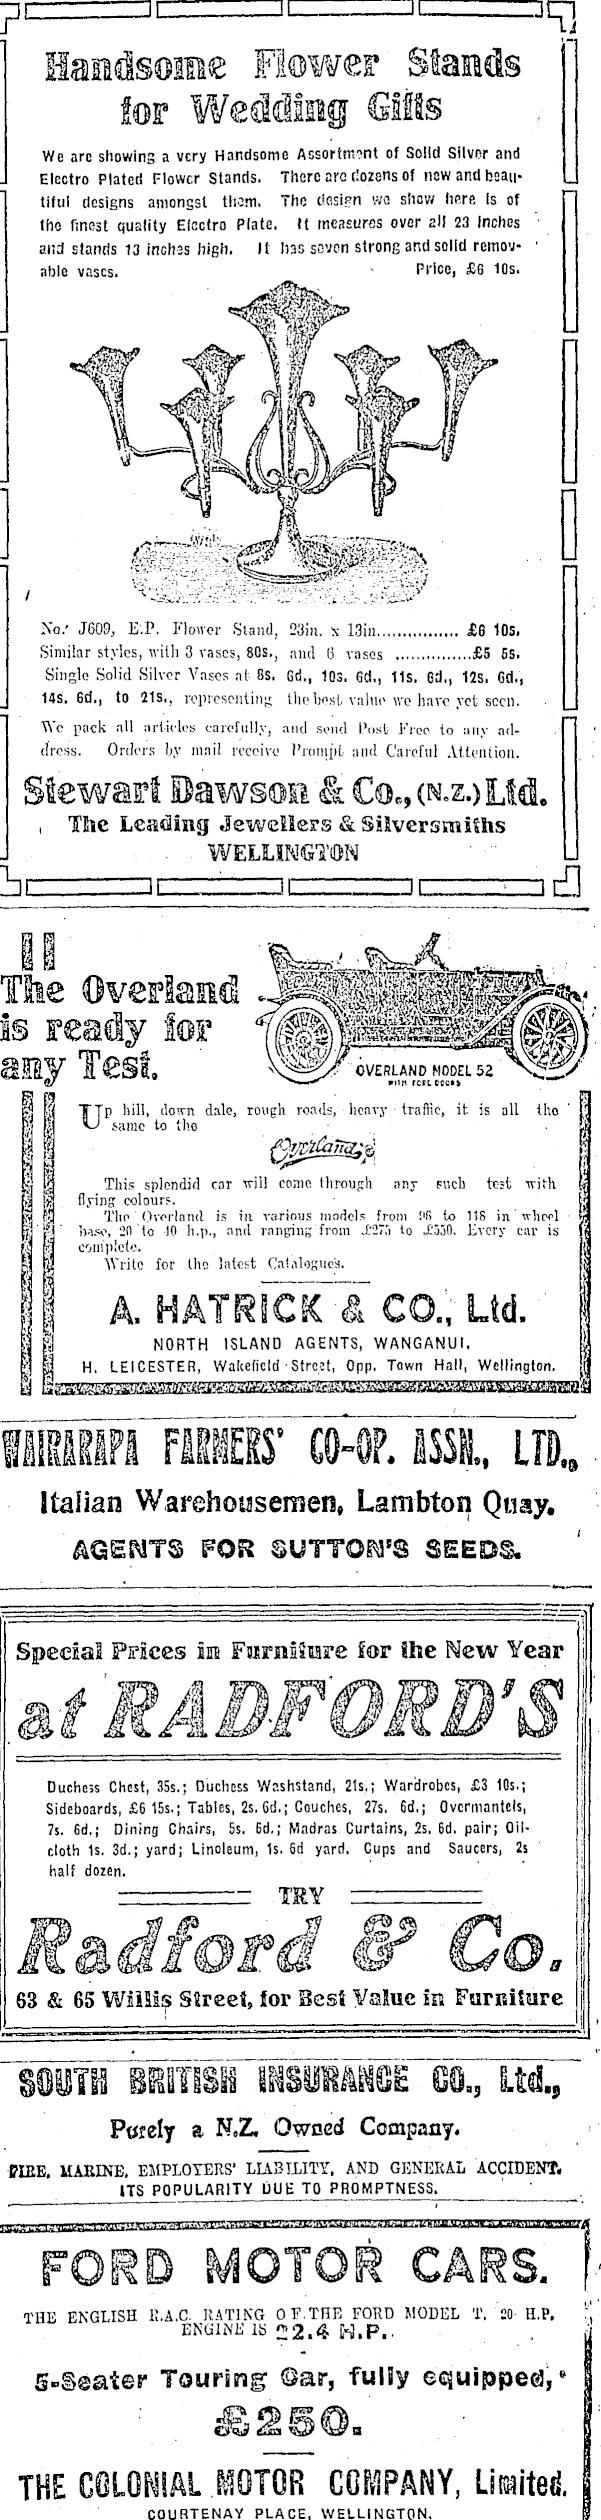 Handsome Flower Stands
for Wedding Gifts
We are showing a very Handsome Assortment of Solid Silver and
Electro Plated Flower Stands. There are dozens of new and beau-
tiful designs amongst them. The design we show here is of
the finest quality Electro Plate. It measures over all 23 inches
and stands 13 inches high. It has seven strong and solid remov-
able vases. Price, £6 10s.
No. J609, E.P. Flower Stand, 23in. x 13in................ £6 10s.
Similar styles, with 3 vases, 80s., and 6 vases ..............£5 5s.
Single Solid Silver Vases at 8s. 6d., 10s. 6d., 11s. 6d., 12s. 6d.,
14s. 6d., to 21s., representing the best value we have yet seen.
We pack all articles carefully, and send Post Free to any ad-
dress. Orders by mail receive Prompt and Careful Attention.
Stewart Dawson & Co., (N.Z.) Ltd.
The Leading Jewellers & Silversmiths
WELLINGTON
The Overland
is ready for
any Test.
OVERLAND MODEL 52
WITH FORE DOORS
Up hill, down dale, rough roads, heavy traffic, it is all the
same to the
Overland
This splendid car will come through any such test with
flying colours.
The Overland is in various models from 96 to 118 in wheel
base, 20 to 40 h.p., and ranging from £275 to £550. Every car is
complete.
Write for the latest Catalogues.
A. HATRICK & CO., Ltd.
NORTH ISLAND AGENTS, WANGANUI.
H. LEICESTER, Wakefield Street, Opp. Town Hall, Wellington.
WAIRARAPA FARMERS' CO-OP. ASSN., LTD.,
Italian Warehousemen, Lambton Quay.
AGENTS FOR SUTTON'S SEEDS.
Special Prices in Furniture for the New Year
at RADFORD'S
Duchess Chest, 35s.; Duchess Washstand, 21s.; Wardrobes, £3 10s.;
Sideboards, £6 15s.; Tables, 2s. 6d.; Couches, 27s. 6d.; Overmantels,
7s. 6d.; Dining Chairs, 5s. 6d.; Madras Curtains, 2s. 6d. pair; Oil-
cloth 1s. 3d.; yard; Linoleum, 1s. 6d yard. Cups and Saucers, 2s
half dozen.
TRY
Radford & Co.
63 & 65 Willis Street, for Best Value in Furniture
SOUTH BRITISH INSURANCE CO., Ltd.,
Purely a N.Z. Owned Company.
FIRE, MARINE, EMPLOYERS' LIABILITY, AND GENERAL ACCIDENT.
ITS POPULARITY DUE TO PROMPTNESS.
FORD MOTOR CARS.
THE ENGLISH R.A.C. RATING OF THE FORD MODEL T. 20 H.P.
ENGINE IS 22.4 H.P..
5-Seater Touring Car, fully equipped,
£250.
THE COLONIAL MOTOR COMPANY, Limited.
COURTENAY PLACE, WELLINGTON.